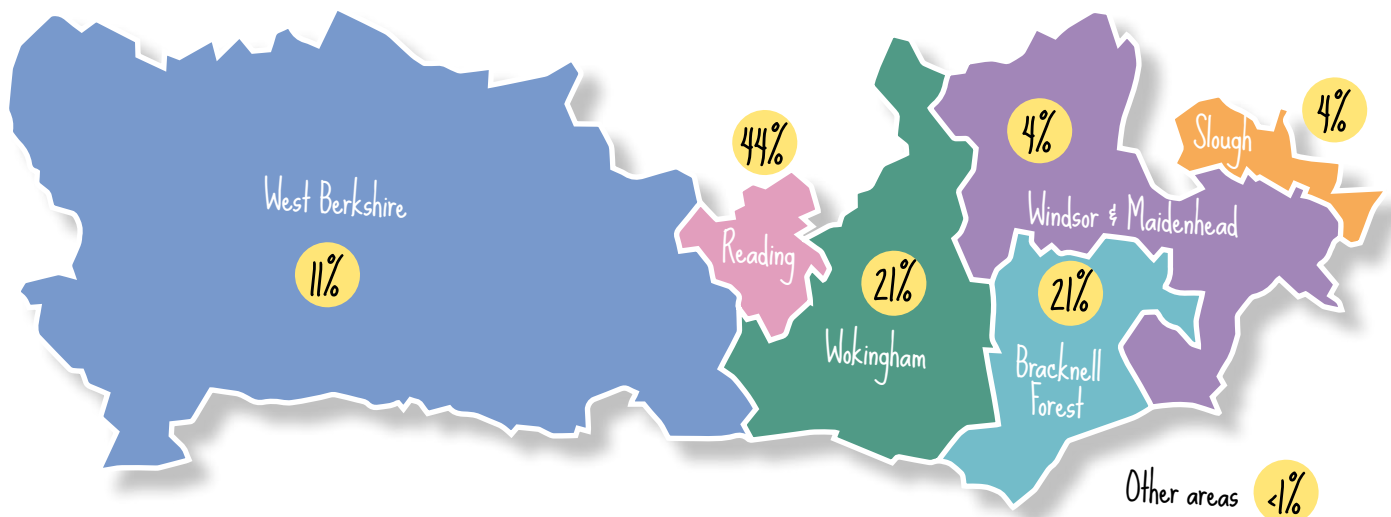 West Berkshire
11%
44%
Reading
21%
Wokingham
4%
Windsor & Maidenhead
21%
Bracknell
Forest
Slough
4%
Other areas <1%